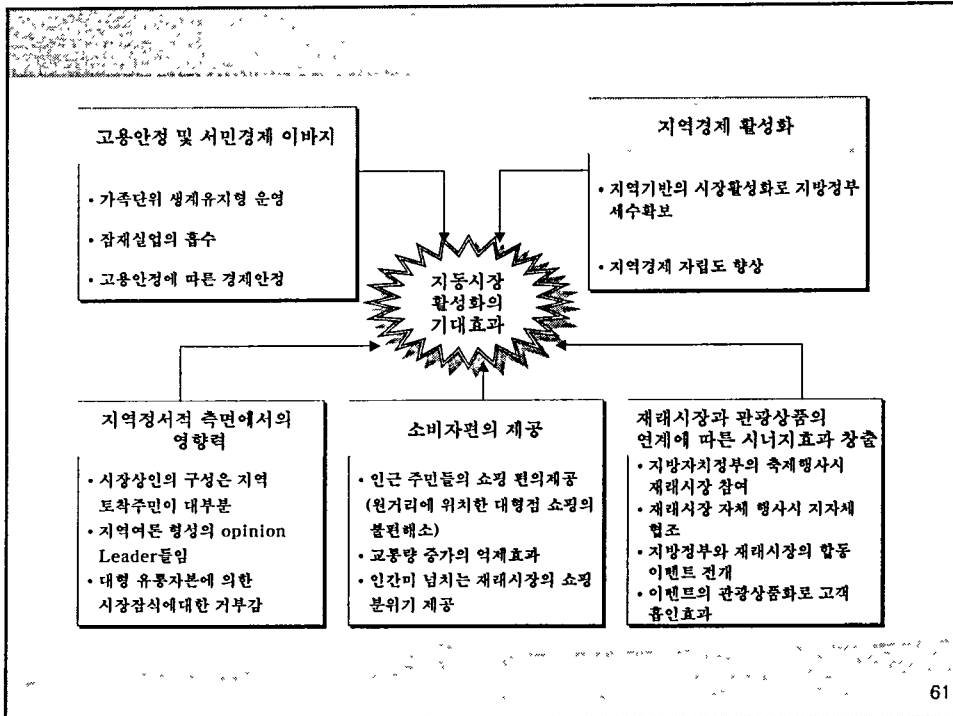 고용안정 및 서민경제 이바지
• 가족단위 생계유지형 운영
• 잠재실업의 흡수
• 고용안정에 따른 경제안정
지역경제 활성화
• 지역기반의 시장활성화로 지방정부
세수확보
• 지역경제 자립도 향상
지동시장
활성화의
기대효과
지역정서적 측면에서의
영향력
• 시장상인의 구성은 지역
토착주민이 대부분
• 지역여론 형성의 opinion
Leader들임
• 대형 유통자본에 의한
시장잠식에대한 거부감
소비자편의 제공
• 인근 주민들의 쇼핑 편의제공
(원거리에 위치한 대형점 쇼핑의
불편해소)
• 교통량 증가의 억제효과
• 인간미 넘치는 재래시장의 쇼핑
분위기 제공
재래시장과 관광상품의
연계에 따른 시너지효과 창출
• 지방자치정부의 축제행사시
재래시장 참여
• 재래시장 자체 행사시 지자체
협조
• 지방정부와 재래시장의 합동
이벤트 전개
• 이벤트의 관광상품화로 고객
흡인효과
61